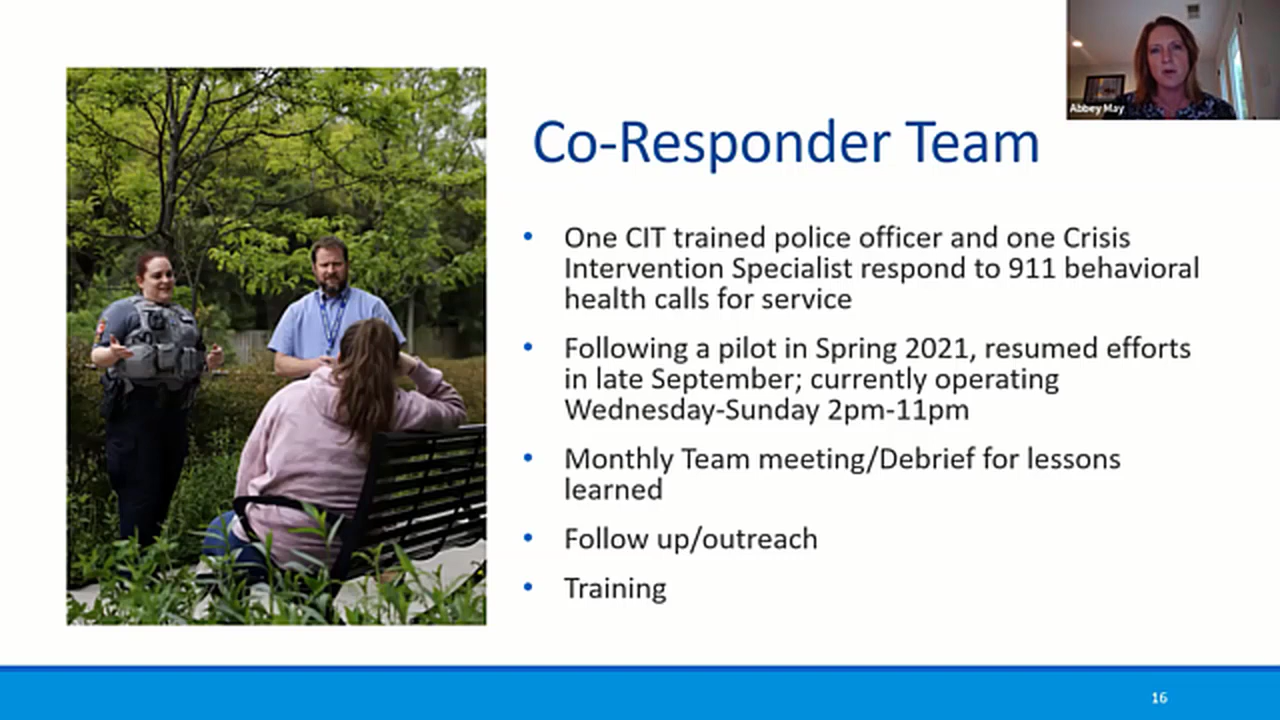 Abbey May
Co-Responder Team
• One CIT trained police officer and one Crisis
Intervention Specialist respond to 911 behavioral
health calls for service
• Following a pilot in Spring 2021, resumed efforts
in late September; currently operating
Wednesday-Sunday 2pm-11pm
• Monthly Team meeting/Debrief for lessons
learned
• Follow up/outreach
• Training
16